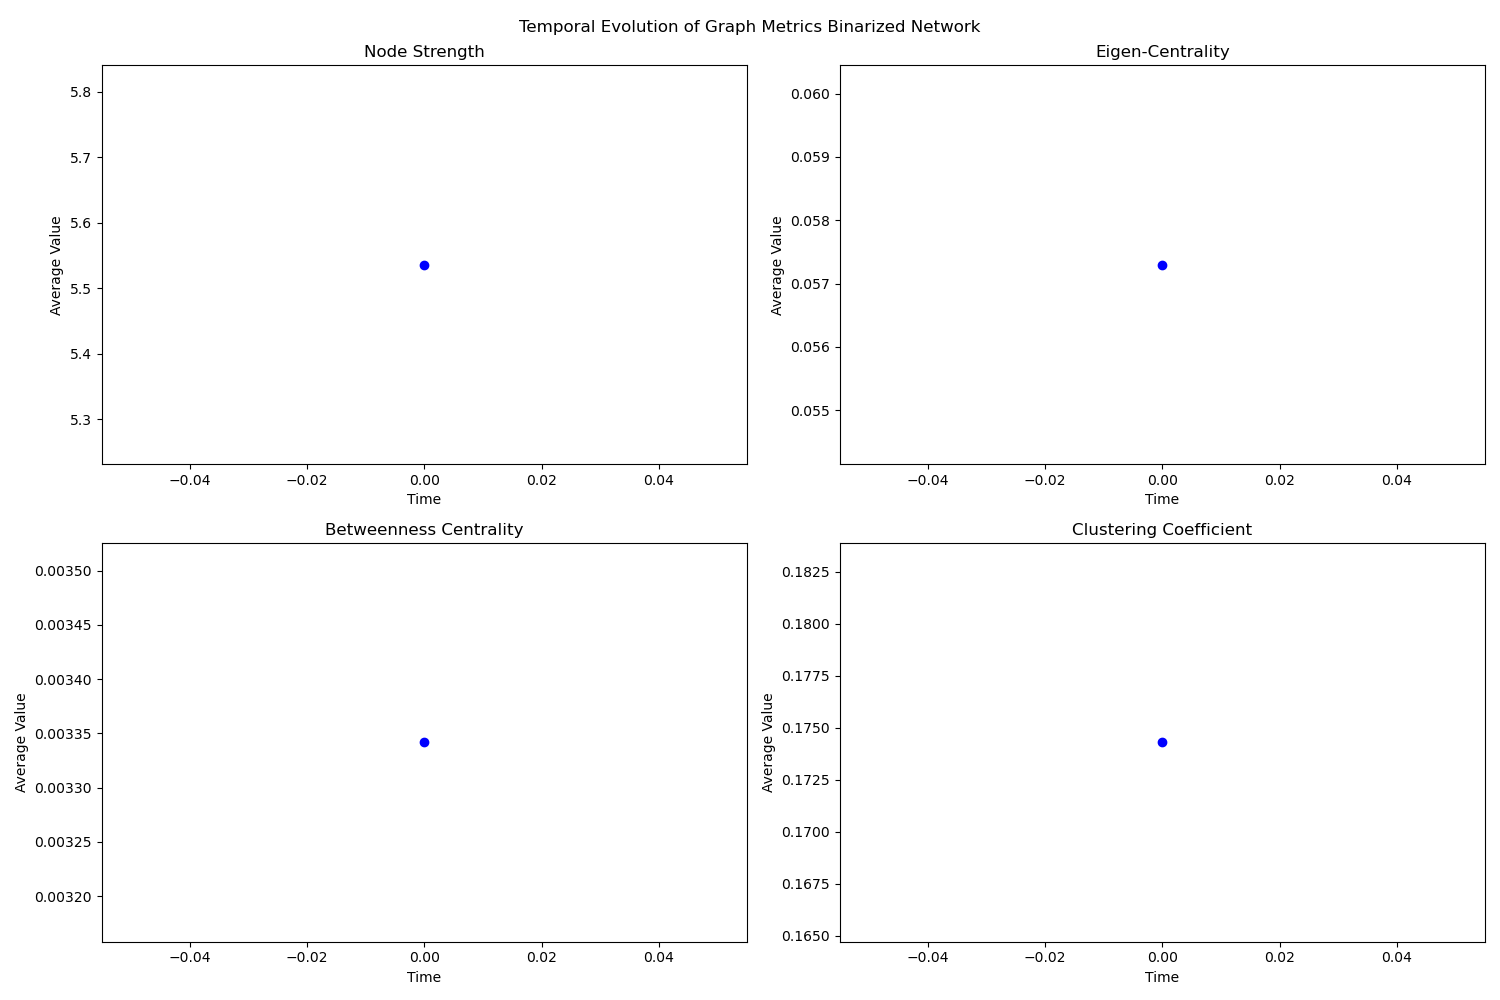 Temporal Evolution of Graph Metrics Binarized Network
Node Strength
5.8
5.7
5.6
5.5
5.4
5.3
Average Value
−0.04 −0.02 0.00 0.02 0.04
Time
Eigen-Centrality
0.060
0.059
0.058
0.057
0.056
0.055
Average Value
−0.04 −0.02 0.00 0.02 0.04
Time
Betweenness Centrality
0.00350
0.00345
0.00340
0.00335
0.00330
0.00325
0.00320
Average Value
−0.04 −0.02 0.00 0.02 0.04
Time
Clustering Coefficient
0.1825
0.1800
0.1775
0.1750
0.1725
0.1700
0.1675
0.1650
Average Value
−0.04 −0.02 0.00 0.02 0.04
Time